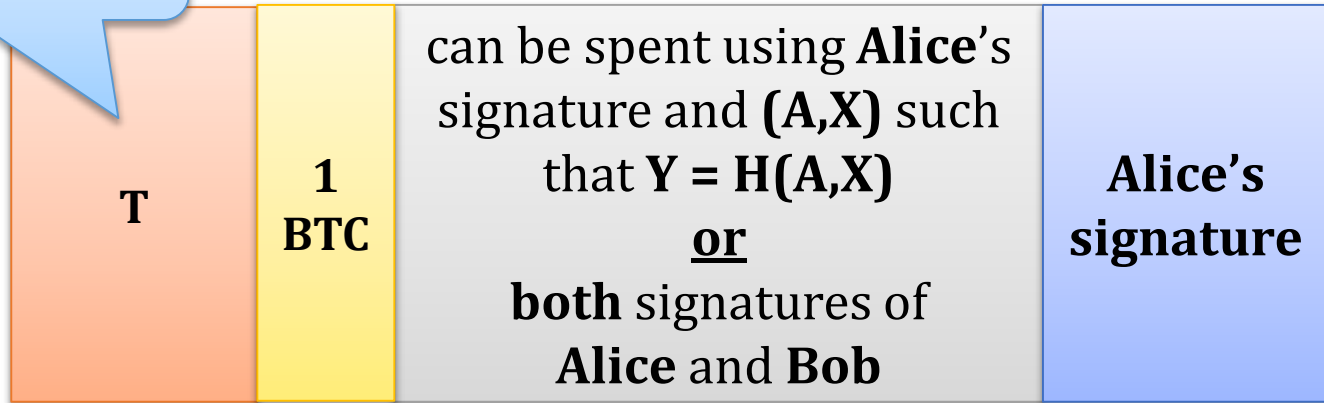 T
1
BTC
can be spent using Alice’s
signature and (A,X) such
that Y = H(A,X)
or
both signatures of
Alice and Bob
Alice’s
signature